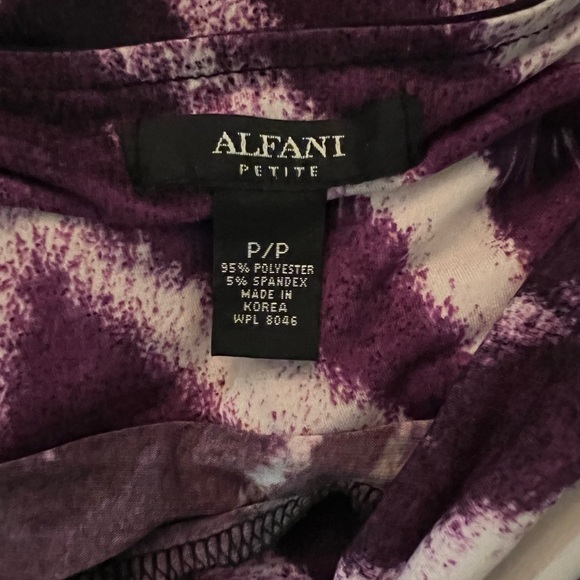 ALFANI
PETITE
P/P
95% POLYESTER
5% SPANDEX
MADE IN
KOREA
WPL 8046